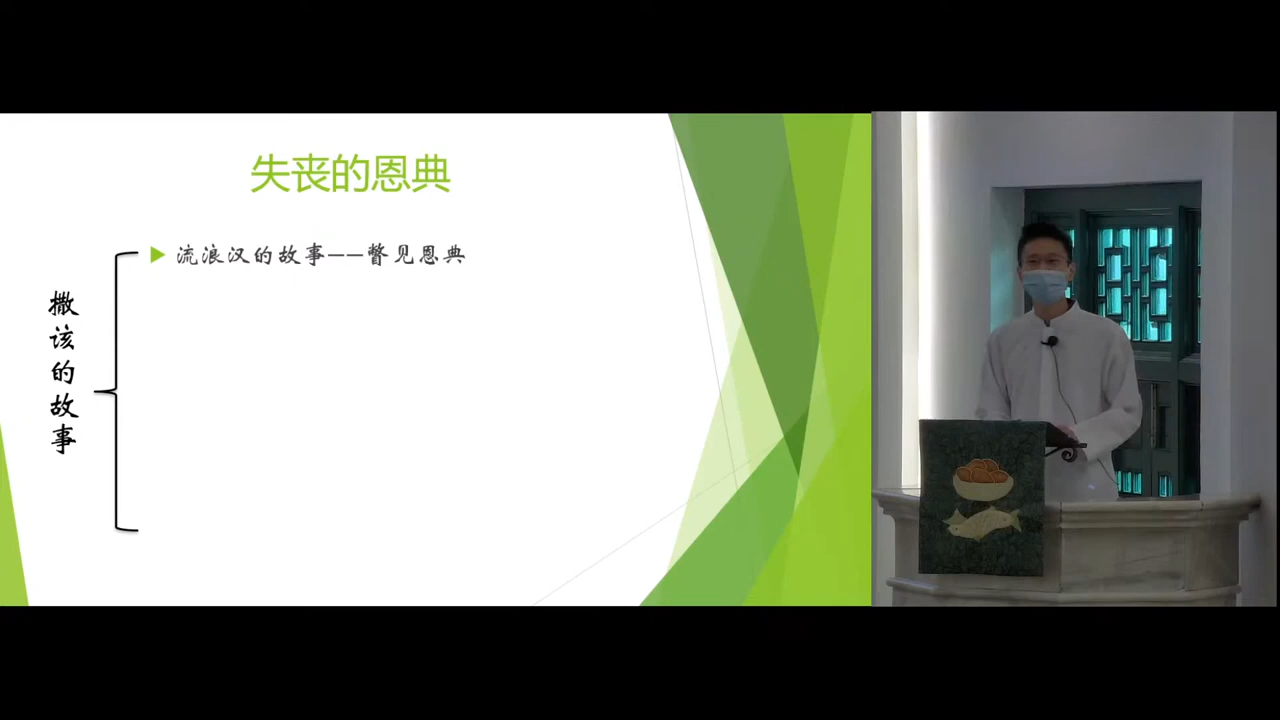 失丧的恩典
流浪汉的故事——瞥见恩典
撒该的故事